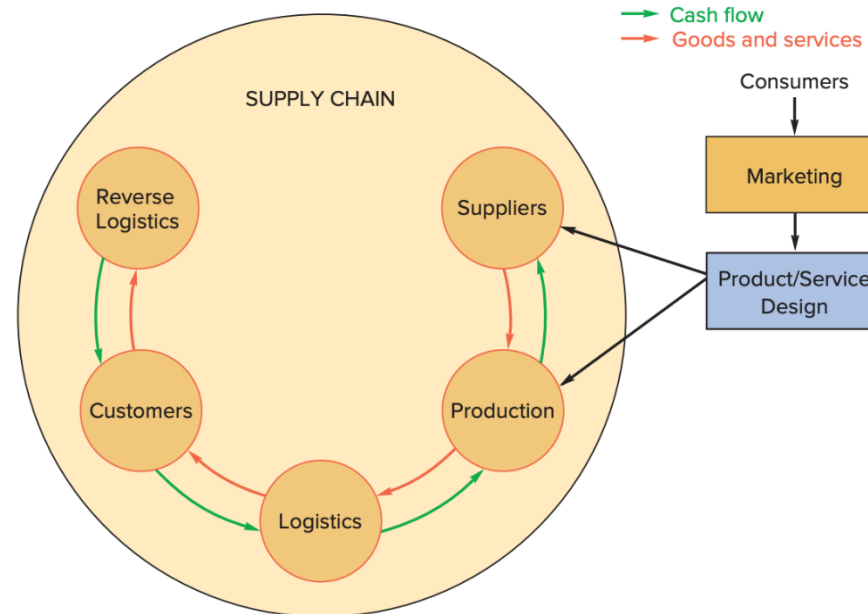 Cash flow
Goods and services
Consumers
SUPPLY CHAIN
Marketing
Reverse
Logistics
Suppliers
Product/Service
Design
Customers
Production
Logistics